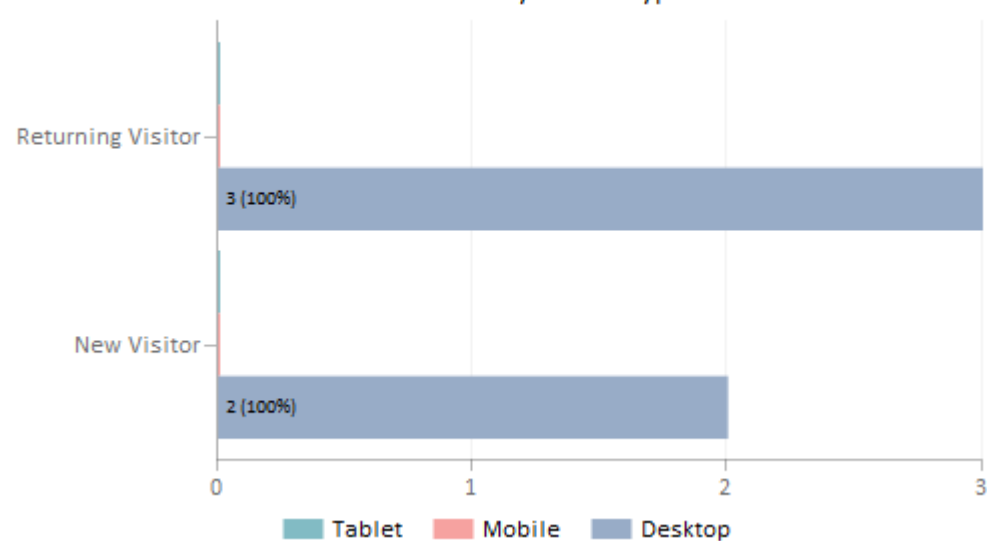 Returning Visitor
3 (100%)
New Visitor
2 (100%)
0 1 2 3
Tablet Mobile Desktop